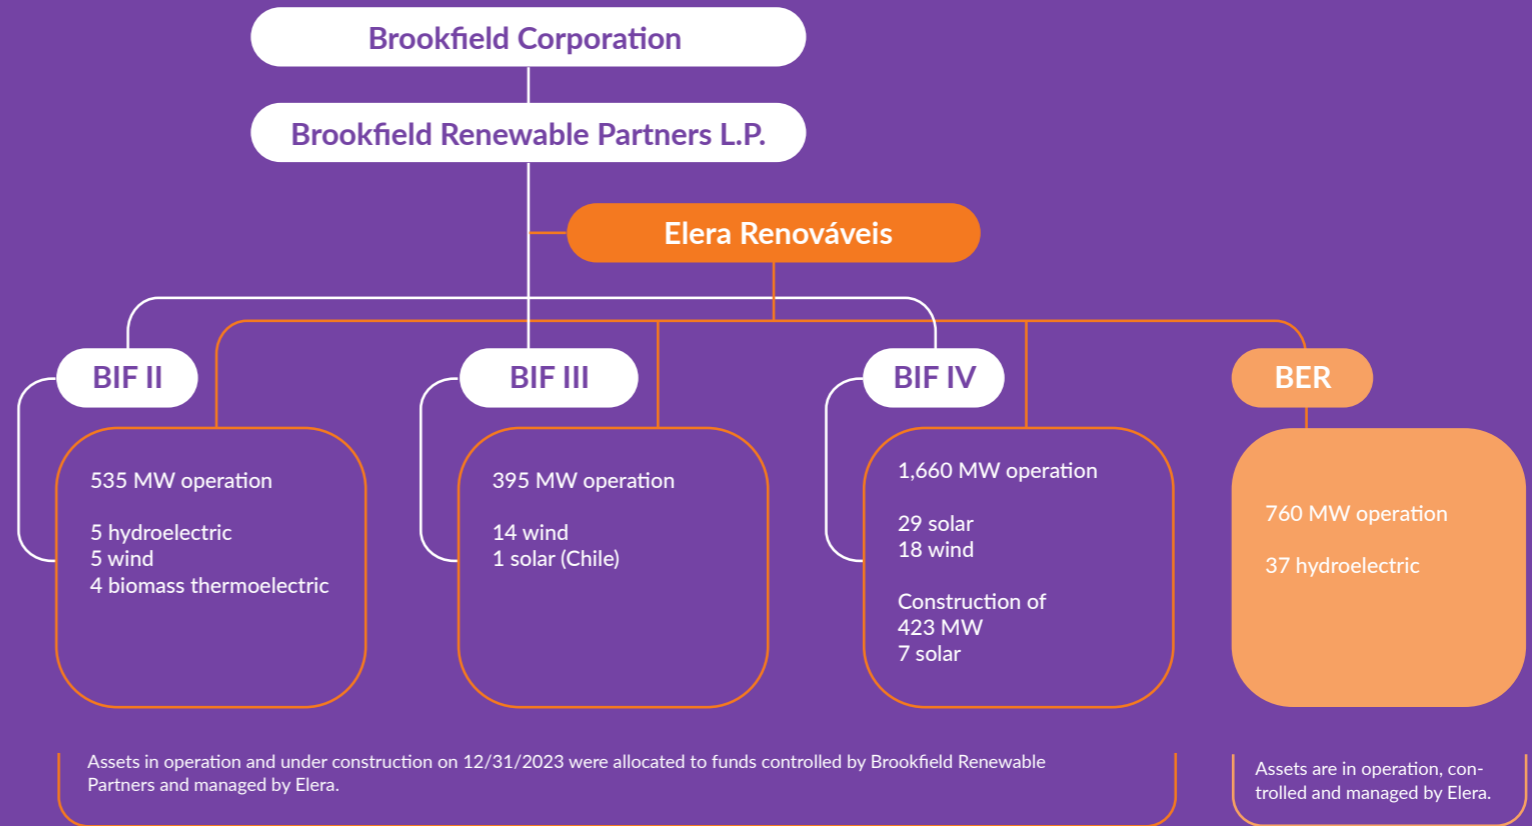 Brookfield Corporation
Brookfield Renewable Partners L.P.
Elera Renováveis
BIF II
535 MW operation
5 hydroelectric
5 wind
4 biomass thermoelectric
BIF III
395 MW operation
14 wind
1 solar (Chile)
BIF IV
1,660 MW operation
29 solar
18 wind
Construction of
423 MW
7 solar
BER
760 MW operation
37 hydroelectric
Assets in operation and under construction on 12/31/2023 were allocated to funds controlled by Brookfield Renewable
Partners and managed by Elera.
Assets are in operation, con-
trolled and managed by Elera.